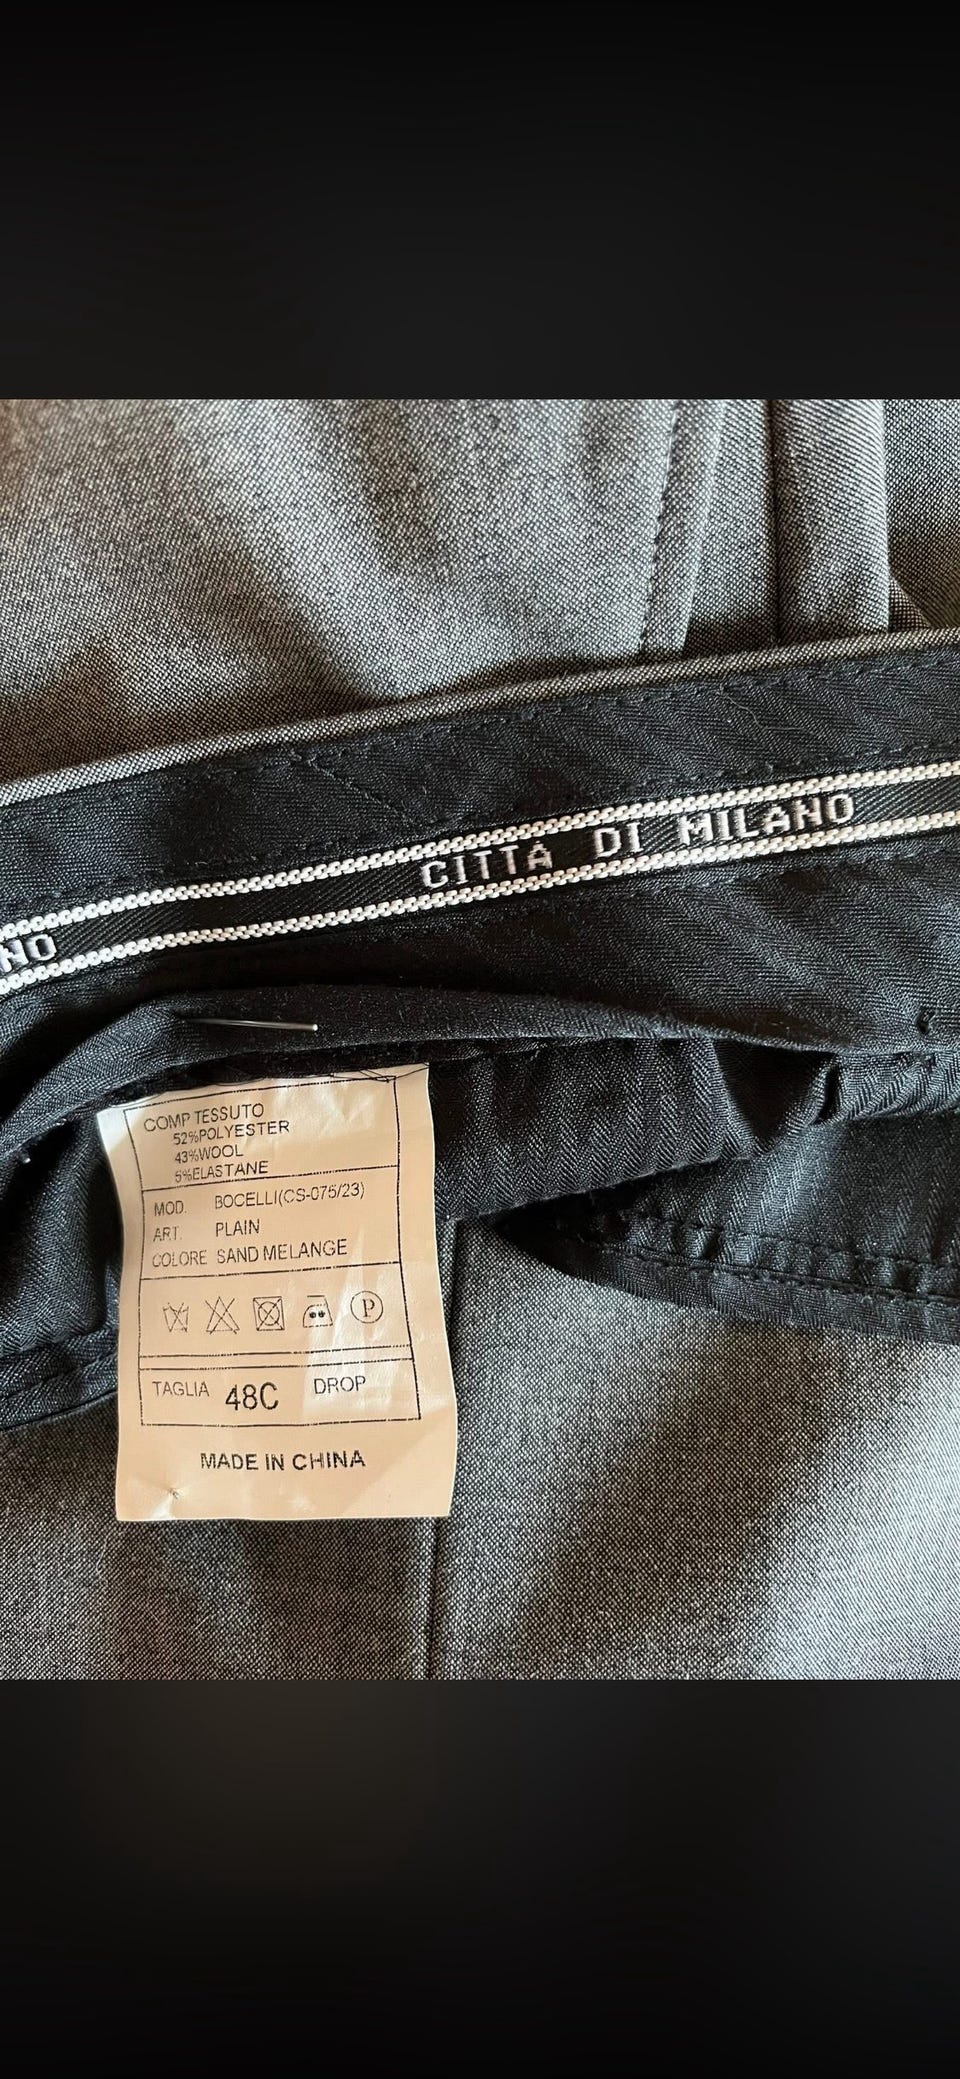 CITTA DI MILANO
NO
COMP TESSUTO
52%POLYESTER
43%WOOL
5%ELASTANE
MOD. BOCELLI(CS-075/23)
ART. PLAIN
COLORE SAND MELANGE
P
TAGLIA 48C DROP
MADE IN CHINA